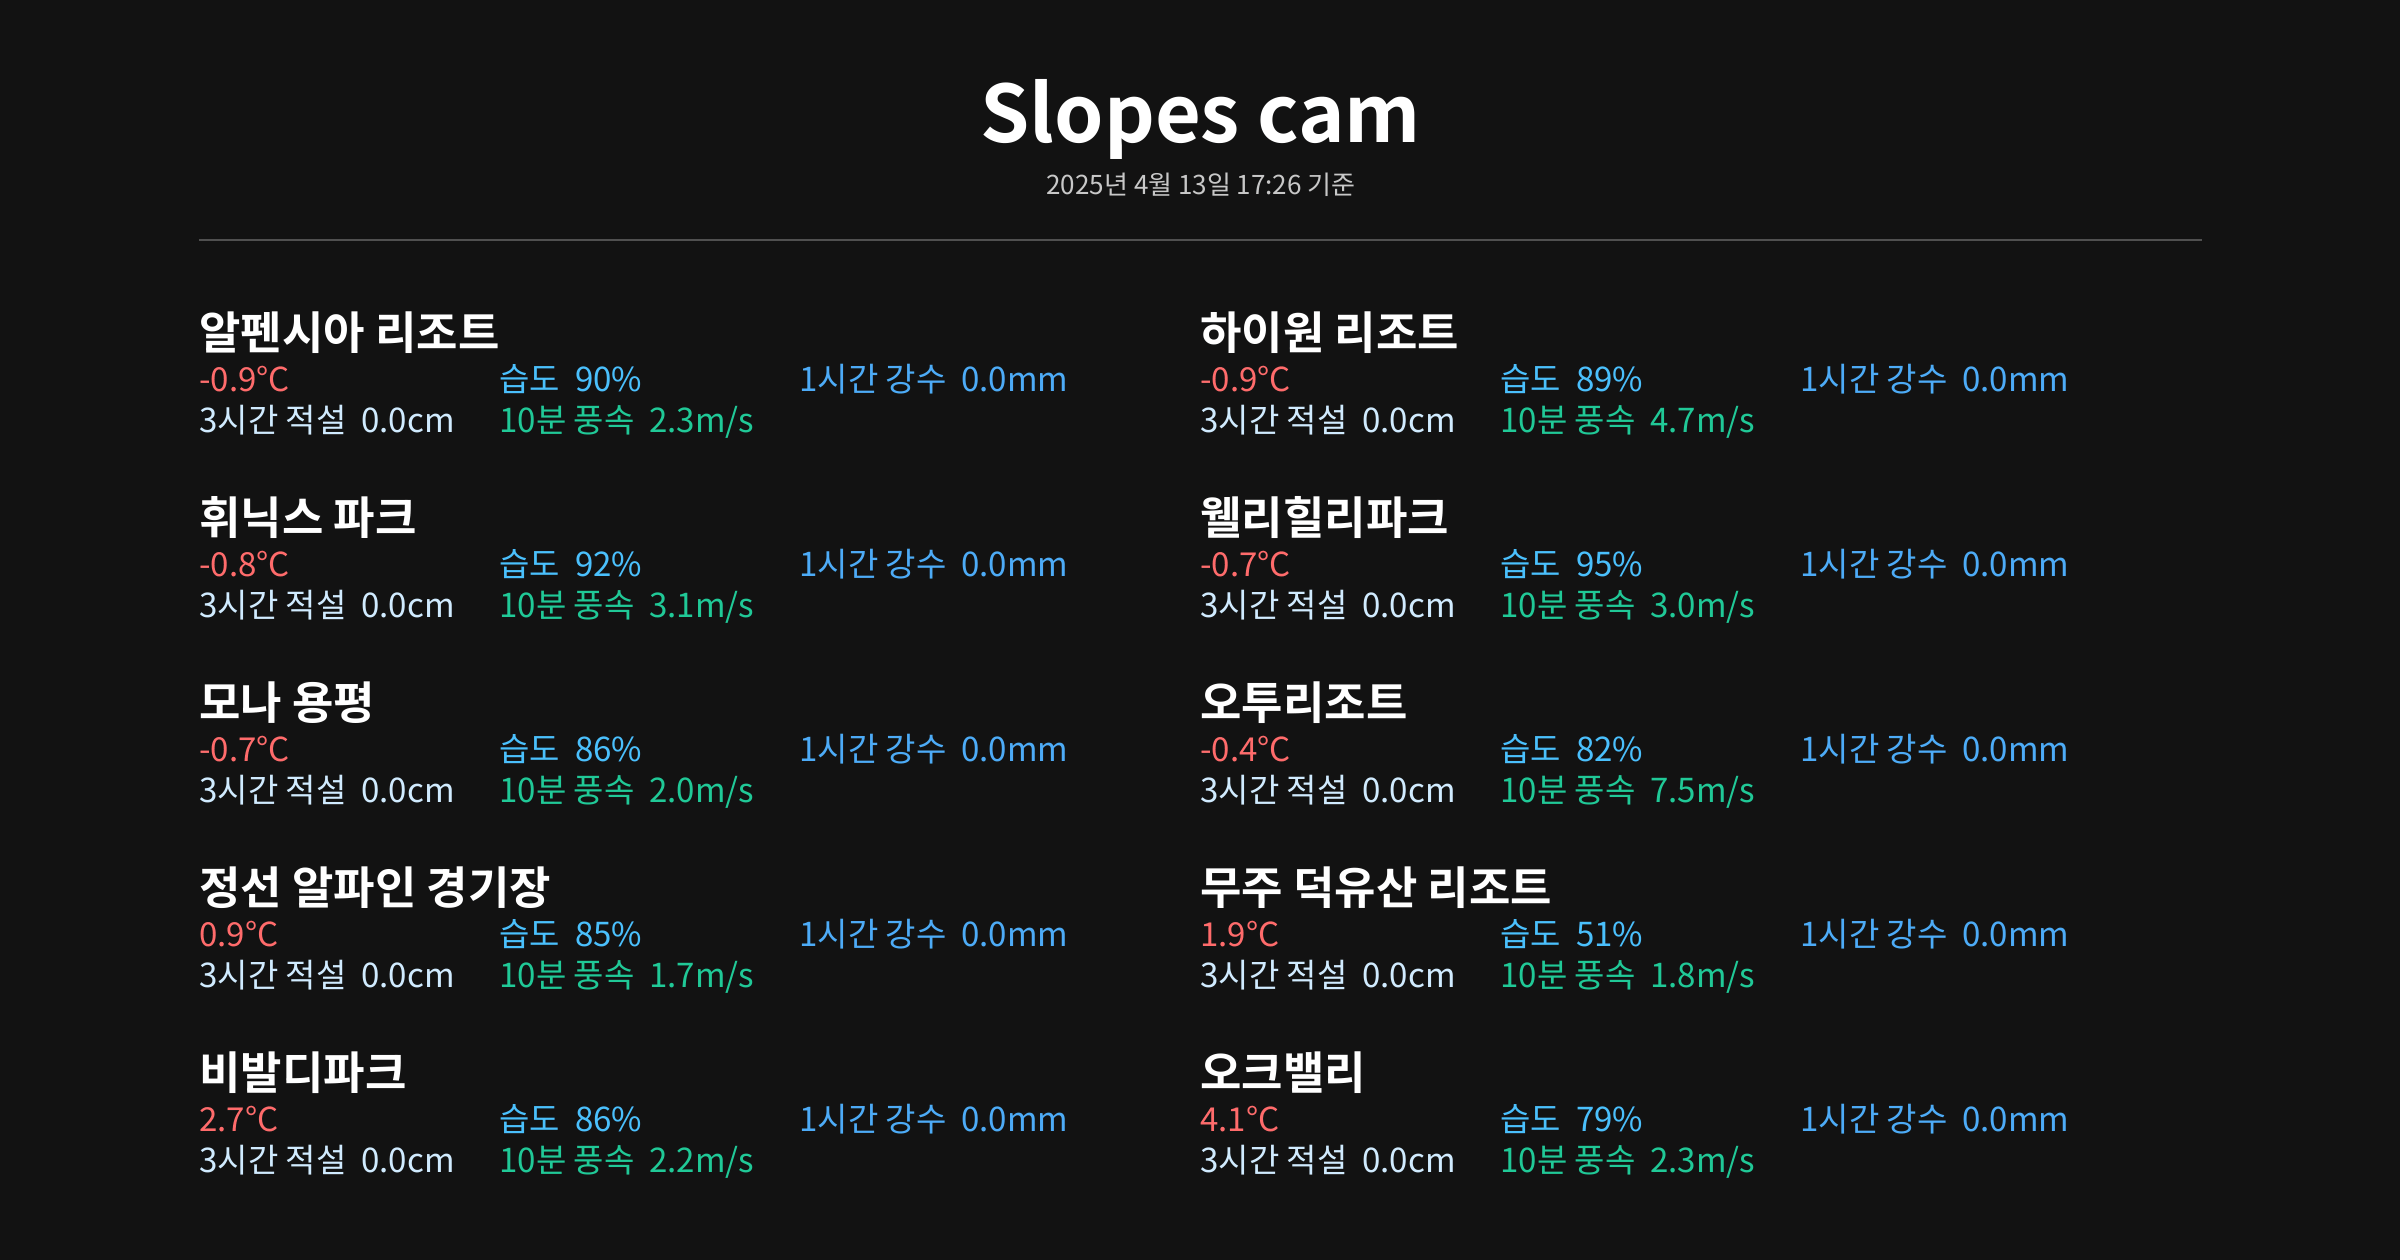 Slopes cam
2025년 4월 13일 17:26 기준
알펜시아 리조트
-0.9°C 습도 90% 1시간 강수 0.0mm
3시간 적설 0.0cm 10분 풍속 2.3m/s
하이원 리조트
-0.9°C 습도 89% 1시간 강수 0.0mm
3시간 적설 0.0cm 10분 풍속 4.7m/s
휘닉스 파크
-0.8°C 습도 92% 1시간 강수 0.0mm
3시간 적설 0.0cm 10분 풍속 3.1m/s
웰리힐리파크
-0.7°C 습도 95% 1시간 강수 0.0mm
3시간 적설 0.0cm 10분 풍속 3.0m/s
모나 용평
-0.7°C 습도 86% 1시간 강수 0.0mm
3시간 적설 0.0cm 10분 풍속 2.0m/s
오투리조트
-0.4°C 습도 82% 1시간 강수 0.0mm
3시간 적설 0.0cm 10분 풍속 7.5m/s
정선 알파인 경기장
0.9°C 습도 85% 1시간 강수 0.0mm
3시간 적설 0.0cm 10분 풍속 1.7m/s
무주 덕유산 리조트
1.9°C 습도 51% 1시간 강수 0.0mm
3시간 적설 0.0cm 10분 풍속 1.8m/s
비발디파크
2.7°C 습도 86% 1시간 강수 0.0mm
3시간 적설 0.0cm 10분 풍속 2.2m/s
오크밸리
4.1°C 습도 79% 1시간 강수 0.0mm
3시간 적설 0.0cm 10분 풍속 2.3m/s